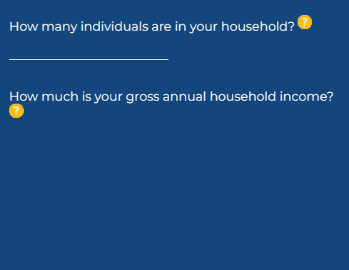 How many individuals are in your household? ?
How much is your gross annual household income?
?